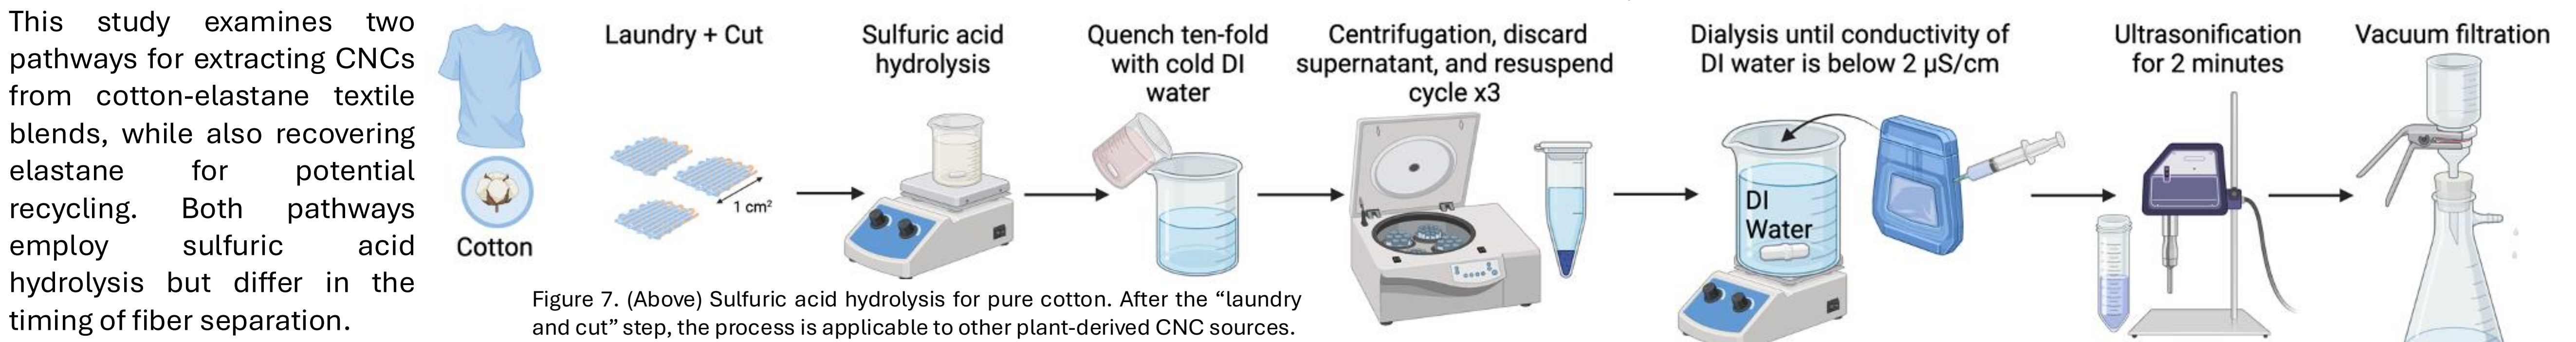 This study examines two
pathways for extracting CNCs
from cotton-elastane textile
blends, while also recovering
elastane for potential
recycling. Both pathways
employ sulfuric acid
hydrolysis but differ in the
timing of fiber separation.
Cotton
Laundry + Cut
1 cm²
Sulfuric acid
hydrolysis
Quench ten-fold
with cold DI
water
Centrifugation, discard
supernatant, and resuspend
cycle x3
Dialysis until conductivity of
DI water is below 2 µS/cm
DI
Water
Ultrasonification
for 2 minutes
Vacuum filtration
Figure 7. (Above) Sulfuric acid hydrolysis for pure cotton. After the “laundry
and cut” step, the process is applicable to other plant-derived CNC sources.